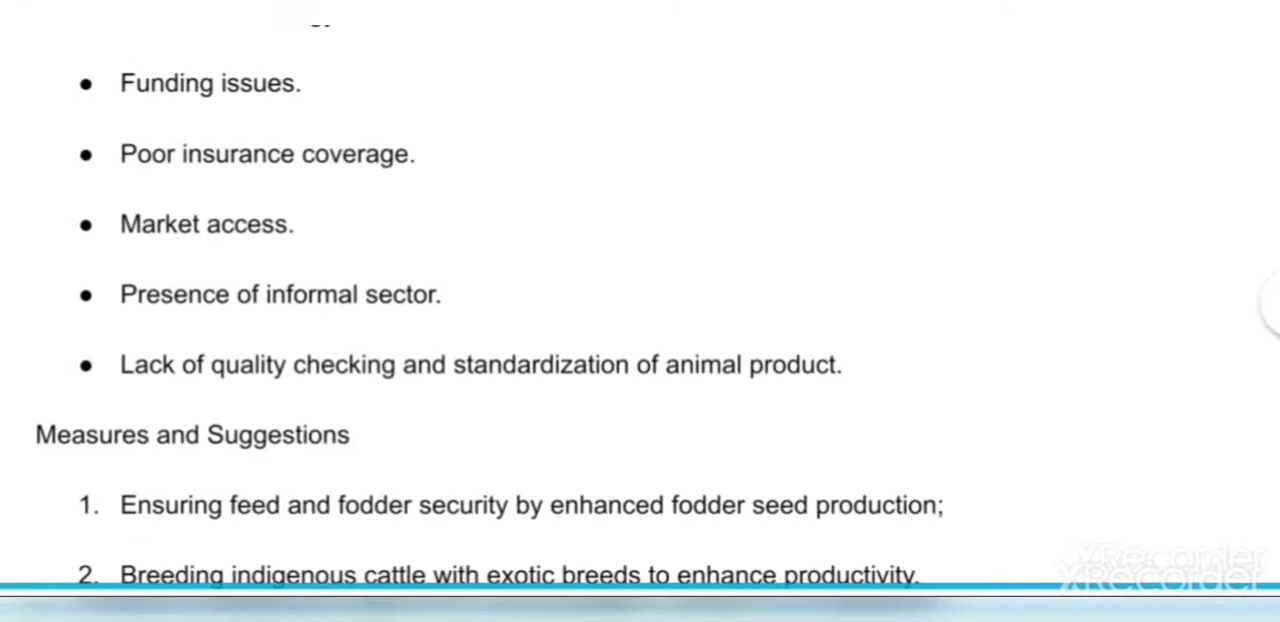 ● Funding issues.
● Poor insurance coverage.
● Market access.
● Presence of informal sector.
● Lack of quality checking and standardization of animal product.
Measures and Suggestions
1. Ensuring feed and fodder security by enhanced fodder seed production;
2. Breeding indigenous cattle with exotic breeds to enhance productivity.
XRecorder
XRecorder